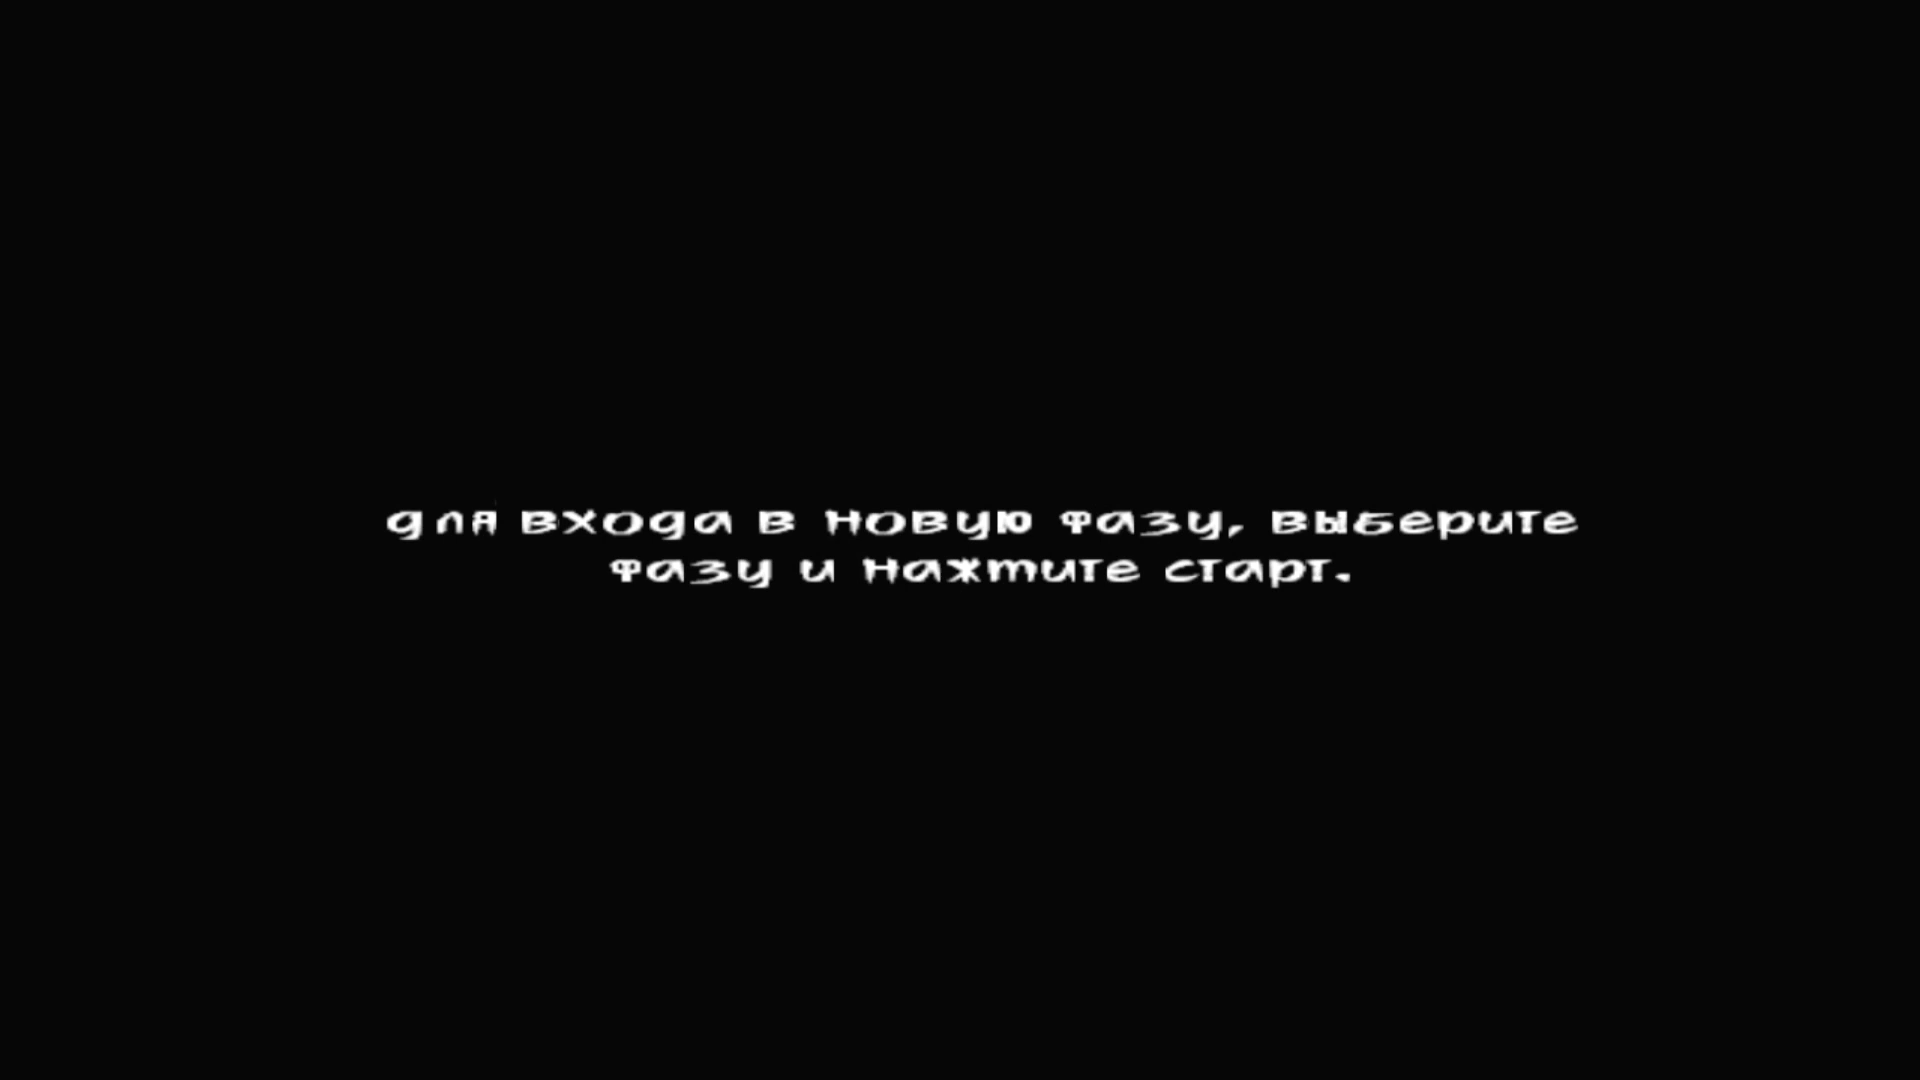 для входа в новую фазу, выберите
фазу и нажмите старт.